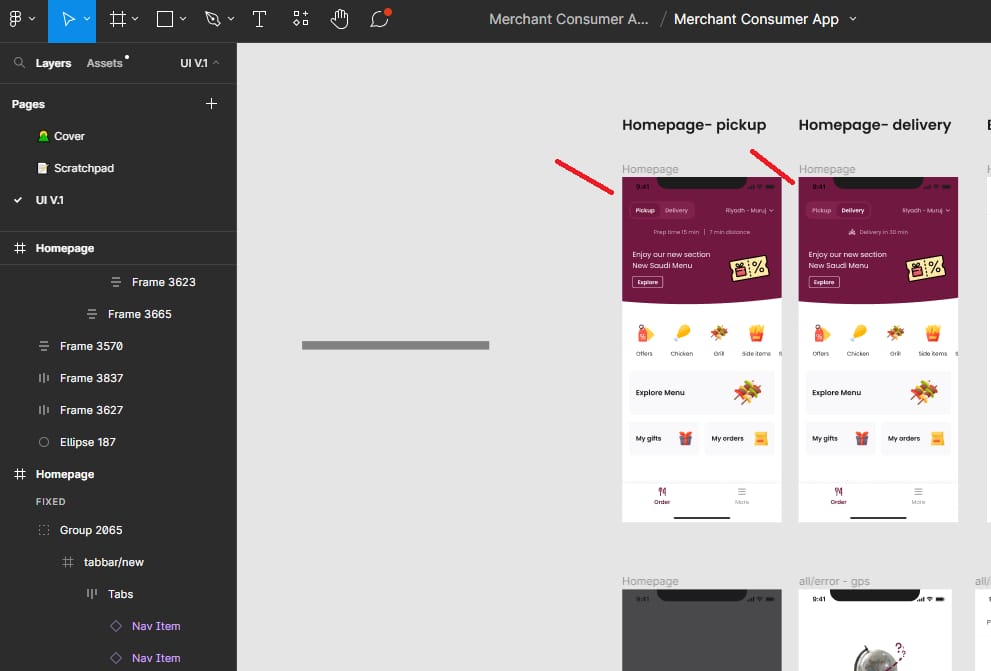 Merchant Consumer A... / Merchant Consumer App
Layers Assets UI V.1
Pages
Cover
Scratchpad
UI V.1
Homepage
Frame 3623
Frame 3665
Frame 3570
Frame 3837
Frame 3627
Ellipse 187
Homepage
FIXED
Group 2065
tabbar/new
Tabs
Nav Item
Nav Item
Homepage- pickup
Homepage
9:41
Pickup Delivery Riyadh - Muruj
Prep time 15 min | 7 min distance
Enjoy our new section
New Saudi Menu
Explore
Offers Chicken Grill Side items
Explore Menu
My gifts My orders
Order More
Homepage- delivery
Homepage
9:41
Pickup Delivery Riyadh - Muruj
Delivery in 30 min
Enjoy our new section
New Saudi Menu
Explore
Offers Chicken Grill Side items
Explore Menu
My gifts My orders
Order More
Homepage
9:41
all/error - gps
9:41
all/